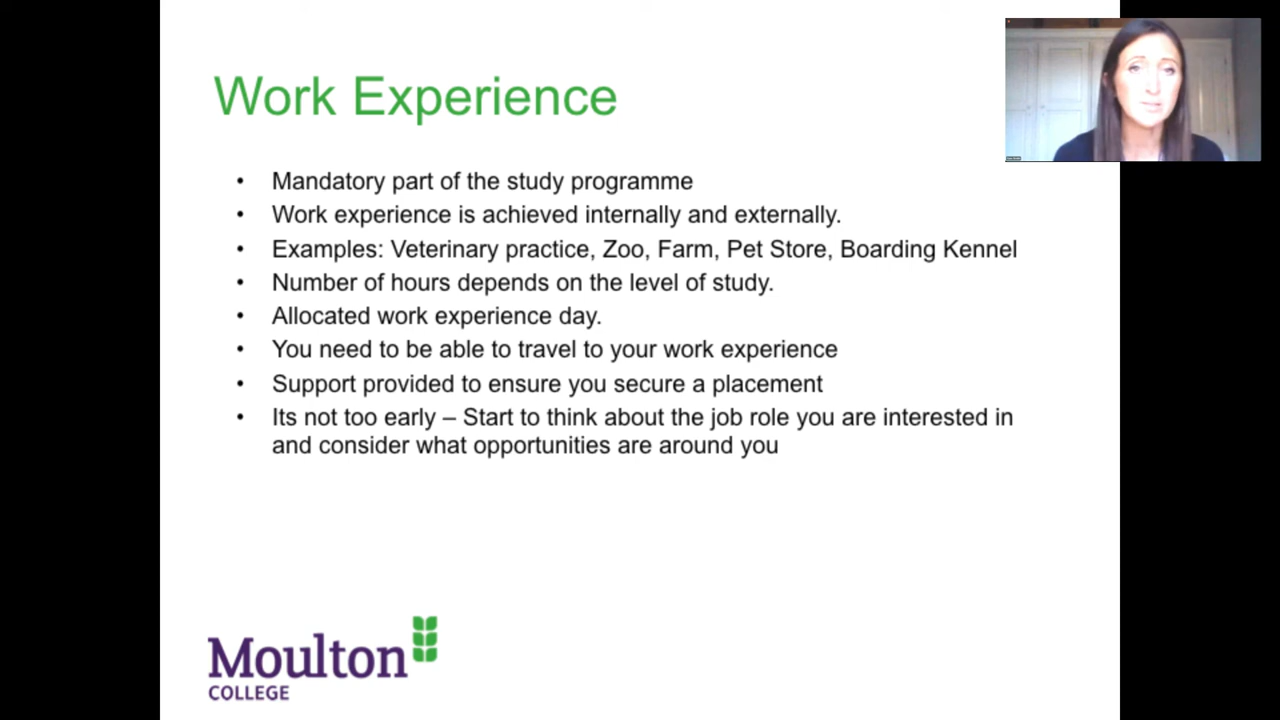 Work Experience
• Mandatory part of the study programme
• Work experience is achieved internally and externally.
• Examples: Veterinary practice, Zoo, Farm, Pet Store, Boarding Kennel
• Number of hours depends on the level of study.
• Allocated work experience day.
• You need to be able to travel to your work experience
• Support provided to ensure you secure a placement
• Its not too early – Start to think about the job role you are interested in
and consider what opportunities are around you
Moulton
COLLEGE